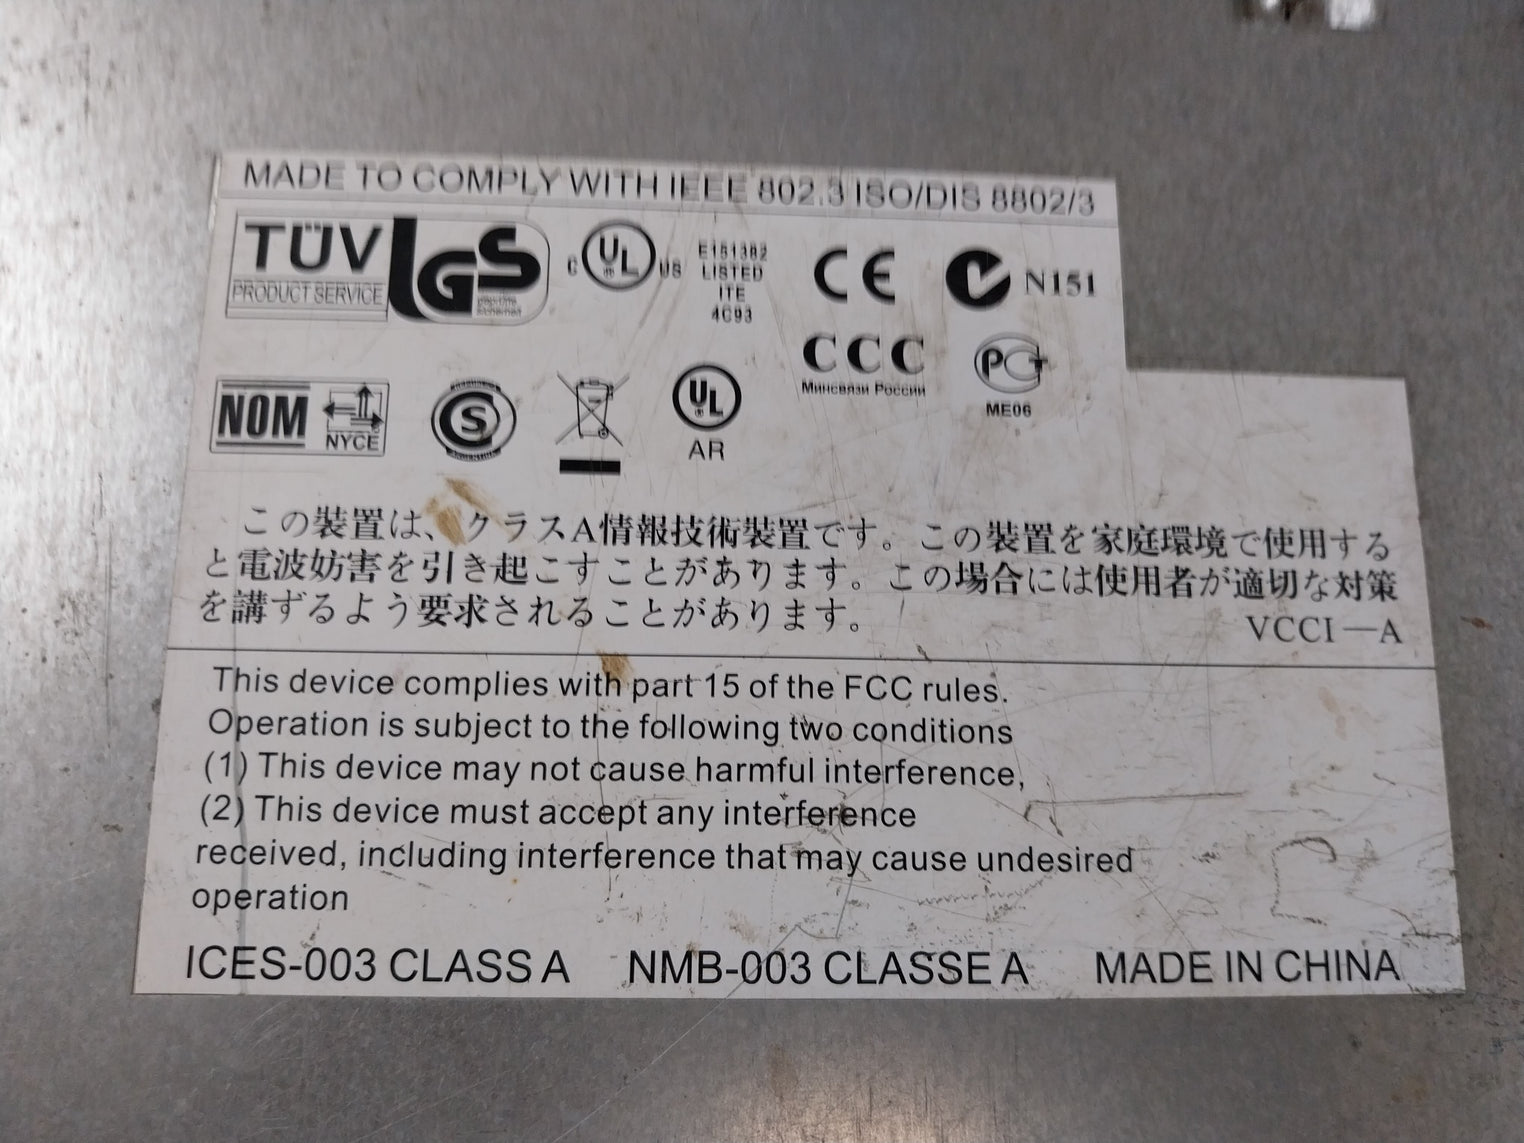 MADE TO COMPLY WITH IEEE 802.3 ISO/DIS 8802/3
TÜV
PRODUCT SERVICE
GS
geprüfte
Sicherheit
C UL US
®
E151382
LISTED
ITE
4C93
CE
N151
CCC
Минсвязи России
РСТ
ME06
NOM
NYCE
S
UL
®
AR
この装置は、クラスA情報技術装置です。この装置を家庭環境で使用する
と電波妨害を引き起こすことがあります。この場合には使用者が適切な対策
を講ずるよう要求されることがあります。
VCCI－A
This device complies with part 15 of the FCC rules.
Operation is subject to the following two conditions
(1) This device may not cause harmful interference,
(2) This device must accept any interference
received, including interference that may cause undesired
operation
ICES-003 CLASS A NMB-003 CLASSE A MADE IN CHINA